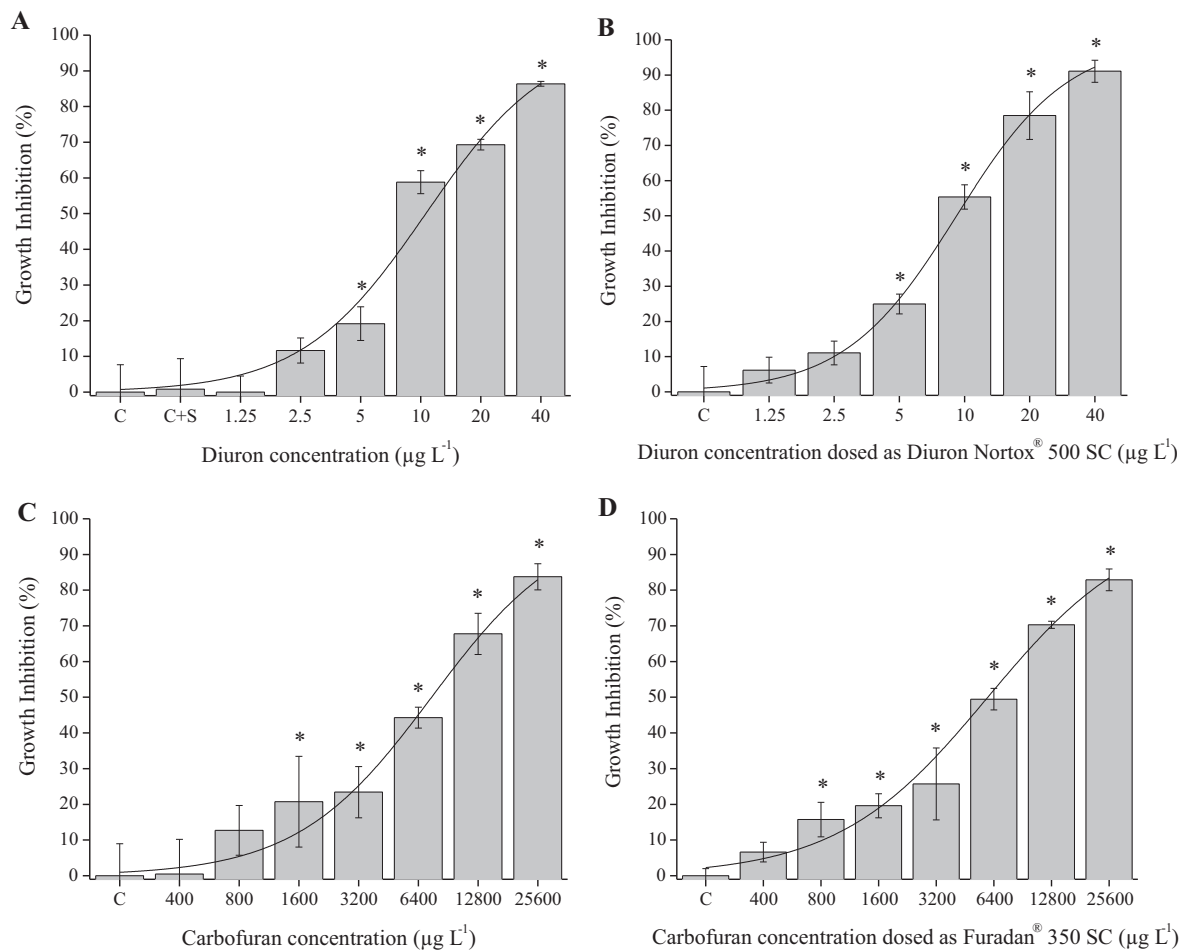 A
Growth Inhibition (%)
100
90
80
70
60
50
40
30
20
10
0
* * * *
C C+S 1.25 2.5 5 10 20 40
Diuron concentration (µg L-1)
B
Growth Inhibition (%)
100
90
80
70
60
50
40
30
20
10
0
* * * *
C 1.25 2.5 5 10 20 40
Diuron concentration dosed as Diuron Nortox® 500 SC (µg L-1)
C
Growth Inhibition (%)
100
90
80
70
60
50
40
30
20
10
0
* * * * *
C 400 800 1600 3200 6400 12800 25600
Carbofuran concentration (µg L-1)
D
Growth Inhibition (%)
100
90
80
70
60
50
40
30
20
10
0
* * * * * *
C 400 800 1600 3200 6400 12800 25600
Carbofuran concentration dosed as Furadan® 350 SC (µg L-1)